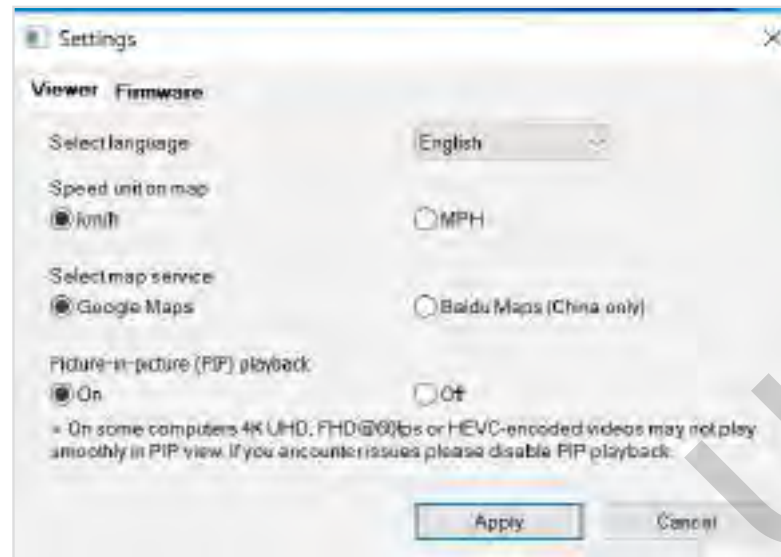 Settings
Viewer Firmware
Select language English
Speed unit on map
km/h MPH
Select map service
Google Maps Baidu Maps (China only)
Picture-in-picture (PIP) playback
On Off
* On some computers 4K UHD, FHD@60fps or HEVC-encoded videos may not play
smoothly in PIP view. If you encounter issues please disable PIP playback.
Apply Cancel